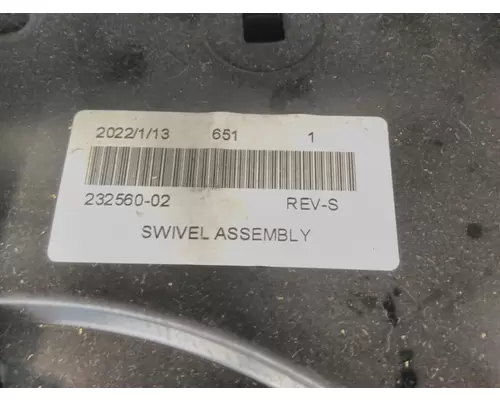 2022/1/13 651 1
232560-02 REV-S
SWIVEL ASSEMBLY